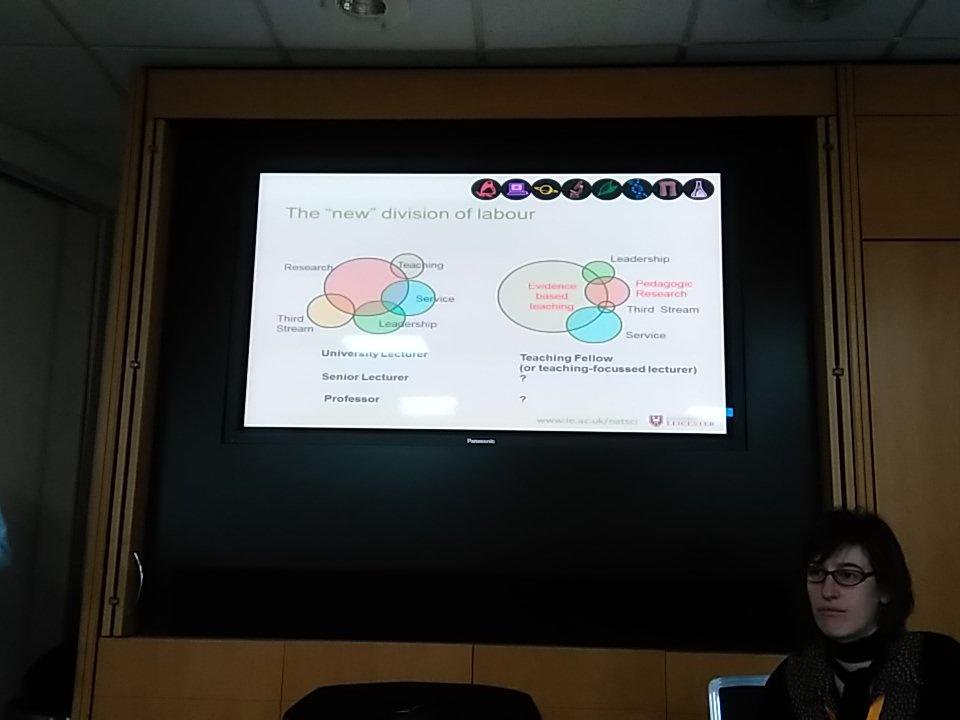 The "new" division of labour
Research
Teaching
Service
Third
Stream
Leadership
Leadership
Evidence
based
teaching
Pedagogic
Research
Third Stream
Service
University Lecturer
Senior Lecturer
Professor
Teaching Fellow
(or teaching-focussed lecturer)
?
?
www.le.ac.uk/natsci
LEICESTER
Panasonic